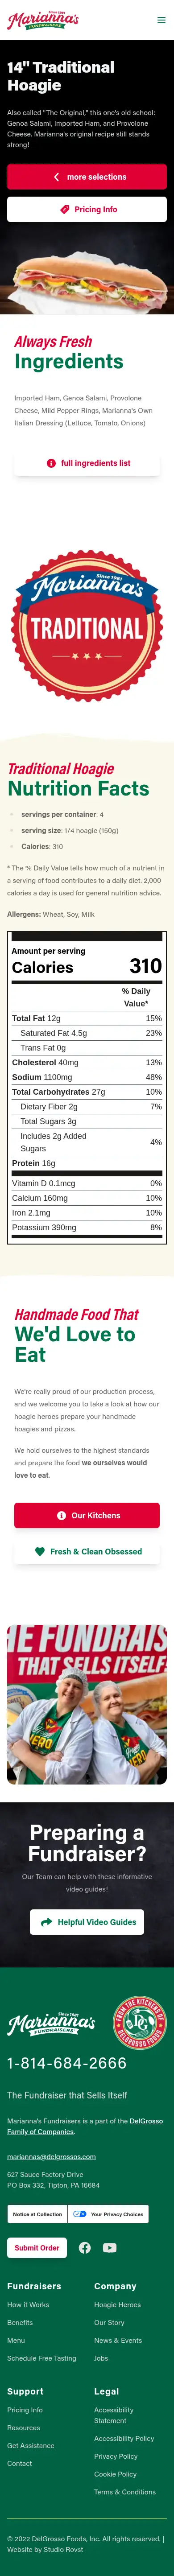 Since 1981
Marianna's
FUNDRAISERS
14" Traditional
Hoagie
Also called "The Original," this one's old school:
Genoa Salami, Imported Ham, and Provolone
Cheese. Marianna's original recipe still stands
strong!
more selections
Pricing Info
Always Fresh
Ingredients
Imported Ham, Genoa Salami, Provolone
Cheese, Mild Pepper Rings, Marianna's Own
Italian Dressing (Lettuce, Tomato, Onions)
full ingredients list
Since 1981
Marianna's
TRADITIONAL
Traditional Hoagie
Nutrition Facts
servings per container: 4
serving size: 1/4 hoagie (150g)
Calories: 310
* The % Daily Value tells how much of a nutrient in
a serving of food contributes to a daily diet. 2,000
calories a day is used for general nutrition advice.
Allergens: Wheat, Soy, Milk
Amount per serving
Calories 310
% Daily
Value*
Total Fat 12g 15%
Saturated Fat 4.5g 23%
Trans Fat 0g
Cholesterol 40mg 13%
Sodium 1100mg 48%
Total Carbohydrates 27g 10%
Dietary Fiber 2g 7%
Total Sugars 3g
Includes 2g Added
Sugars 4%
Protein 16g
Vitamin D 0.1mcg 0%
Calcium 160mg 10%
Iron 2.1mg 10%
Potassium 390mg 8%
Handmade Food That
We'd Love to
Eat
We're really proud of our production process,
and we welcome you to take a look at how our
hoagie heroes prepare your handmade
hoagies and pizzas.
We hold ourselves to the highest standards
and prepare the food we ourselves would
love to eat.
Our Kitchens
Fresh & Clean Obsessed
HE FUNDRAIS
THAT SELLS ITSELF
HERO
HERO
Preparing a
Fundraiser?
Our Team can help with these informative
video guides!
Helpful Video Guides
Since 1981
Marianna's
FUNDRAISERS
FROM THE KITCHENS OF
DELGROSSO FOODS
1-814-684-2666
The Fundraiser that Sells Itself
Marianna's Fundraisers is a part of the DelGrosso
Family of Companies.
mariannas@delgrossos.com
627 Sauce Factory Drive
PO Box 332, Tipton, PA 16684
Notice at Collection
Your Privacy Choices
Submit Order
Fundraisers
How it Works
Benefits
Menu
Schedule Free Tasting
Company
Hoagie Heroes
Our Story
News & Events
Jobs
Support
Pricing Info
Resources
Get Assistance
Contact
Legal
Accessibility
Statement
Accessibility Policy
Privacy Policy
Cookie Policy
Terms & Conditions
© 2022 DelGrosso Foods, Inc. All rights reserved. |
Website by Studio Rovst